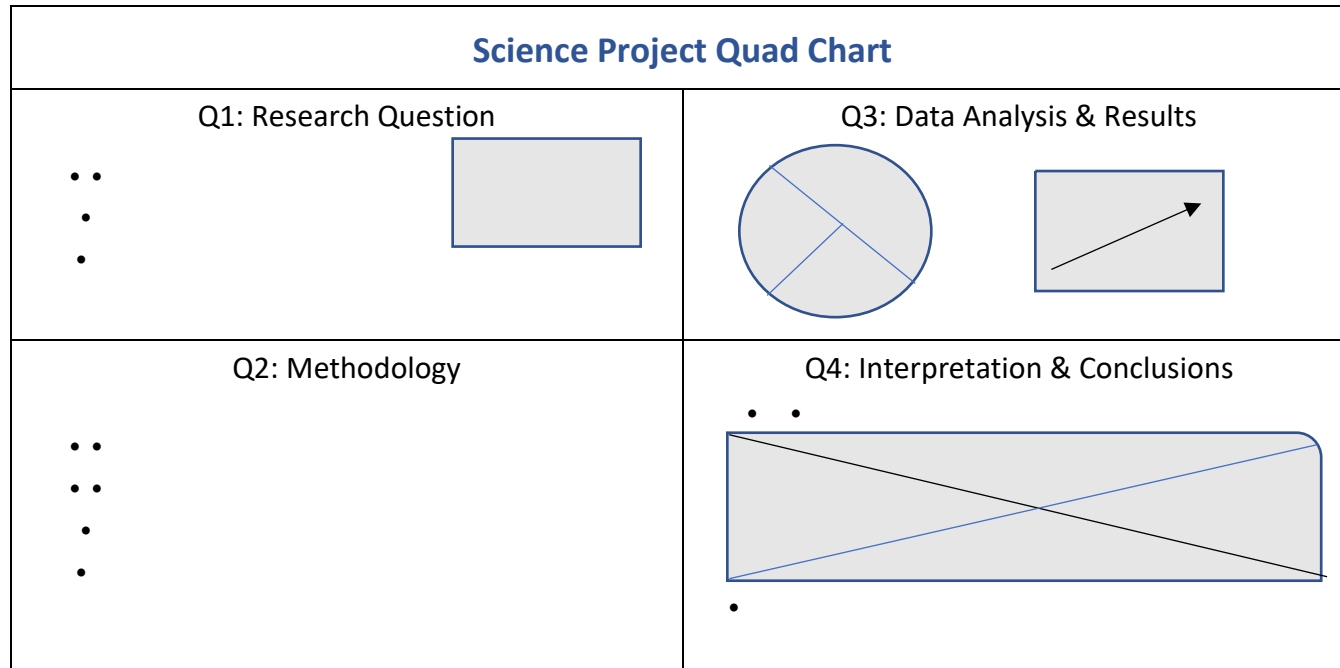 Science Project Quad Chart
Q1: Research Question
• •
•
•
Q3: Data Analysis & Results
Q2: Methodology
• •
• •
•
•
Q4: Interpretation & Conclusions
• •
•